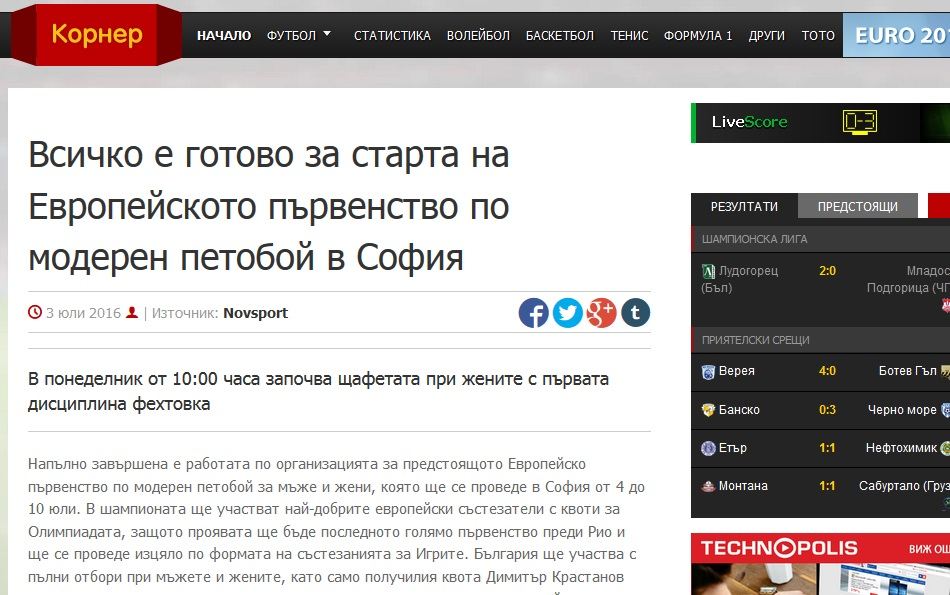 Корнер
НАЧАЛО ФУТБОЛ СТАТИСТИКА ВОЛЕЙБОЛ БАСКЕТБОЛ ТЕНИС ФОРМУЛА 1 ДРУГИ ТОТО
EURO 201
Всичко е готово за старта на
Европейското първенство по
модерен петобой в София
3 юли 2016 | Източник: Novsport
В понеделник от 10:00 часа започва щафетата при жените с първата
дисциплина фехтовка
Напълно завършена е работата по организацията за предстоящото Европейско
първенство по модерен петобой за мъже и жени, която ще се проведе в София от 4 до
10 юли. В шампионата ще участват най-добрите европейски състезатели с квоти за
Олимпиадата, защото проявата ще бъде последното голямо първенство преди Рио и
ще се проведе изцяло по формата на състезанията за Игрите. България ще участва с
пълни отбори при мъжете и жените, като само получилия квота Димитър Кръстанов
LiveScore 0-3
РЕЗУЛТАТИ ПРЕДСТОЯЩИ
ШАМПИОНСКА ЛИГА
Лудогорец 2:0 Младос
(Бъл) Подгорица (ЧГ
ПРИЯТЕЛСКИ СРЕЩИ
Верея 4:0 Ботев Гъл
Банско 0:3 Черно море
Етър 1:1 Нефтохимик
Монтана 1:1 Сабуртало (Груз
TECHNOPOLIS ВИЖ ОЩ